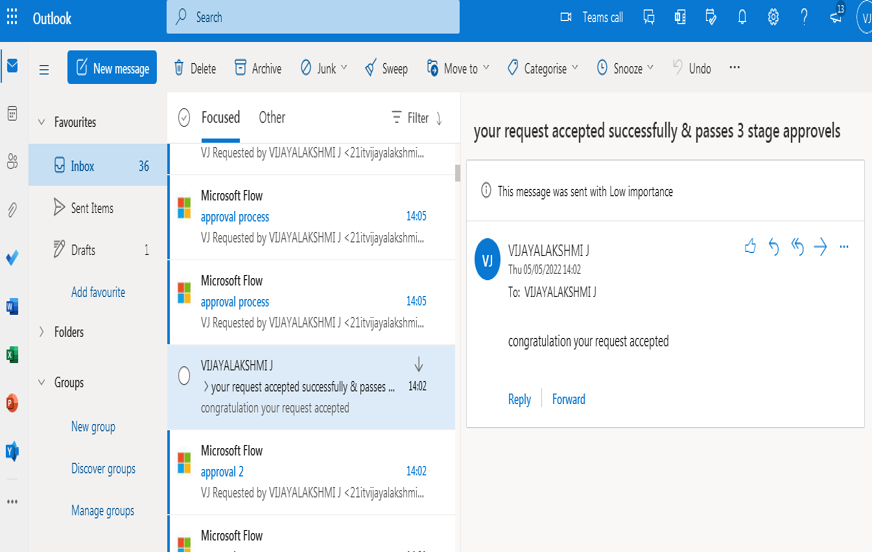 Outlook
Search
Teams call
13
VJ
New message
Delete
Archive
Junk
Sweep
Move to
Categorise
Snooze
Undo
Favourites
Inbox 36
Sent Items
Drafts 1
Add favourite
Folders
Groups
New group
Discover groups
Manage groups
Focused Other Filter
VJ Requested by VIJAYALAKSHMI J <21itvijayalakshmi...
Microsoft Flow
approval process 14:05
VJ Requested by VIJAYALAKSHMI J <21itvijayalakshmi...
Microsoft Flow
approval process 14:05
VJ Requested by VIJAYALAKSHMI J <21itvijayalakshmi...
VIJAYALAKSHMI J
your request accepted successfully & passes ... 14:02
congratulation your request accepted
Microsoft Flow
approval 2 14:02
VJ Requested by VIJAYALAKSHMI J <21itvijayalakshmi...
Microsoft Flow
your request accepted successfully & passes 3 stage approvels
This message was sent with Low importance
VJ
VIJAYALAKSHMI J
Thu 05/05/2022 14:02
To: VIJAYALAKSHMI J
congratulation your request accepted
Reply Forward